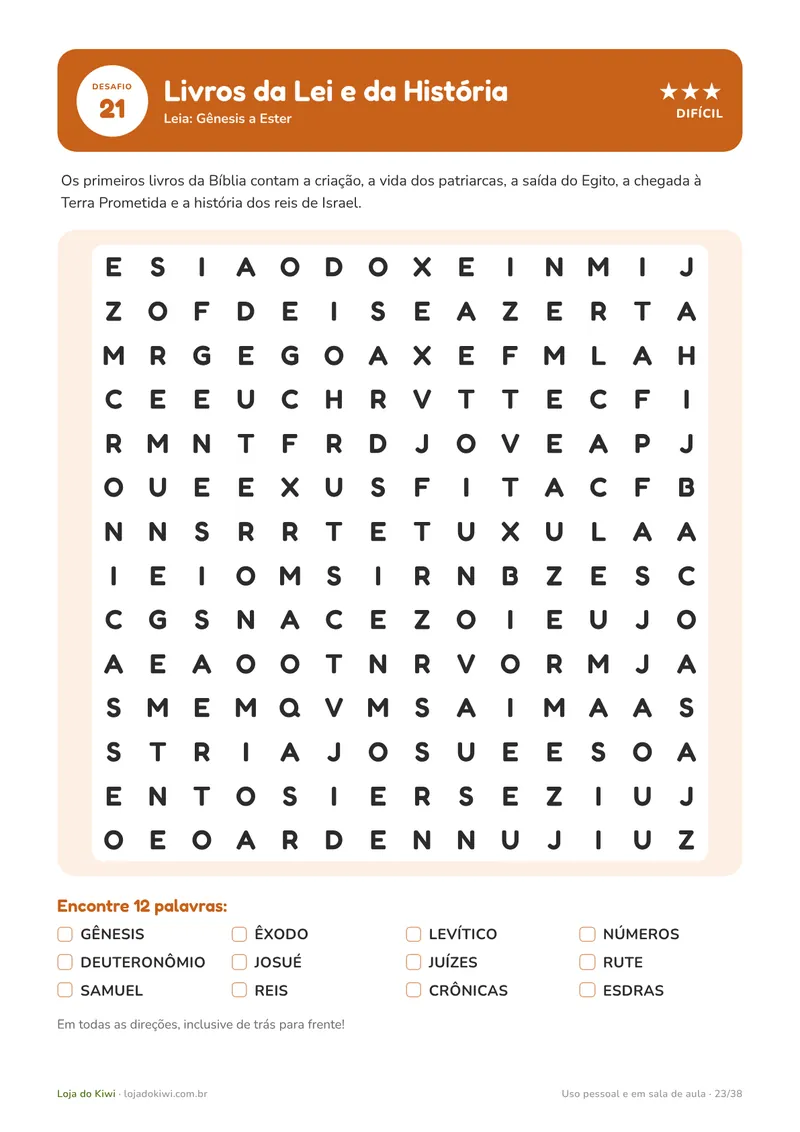 DESAFIO
21
Livros da Lei e da História
Leia: Gênesis a Ester
★★★
DIFÍCIL
Os primeiros livros da Bíblia contam a criação, a vida dos patriarcas, a saída do Egito, a chegada à
Terra Prometida e a história dos reis de Israel.
E S I A O D O X E I N M I J
Z O F D E I S E A Z E R T A
M R G E G O A X E F M L A H
C E E U C H R V T T E C F I
R M N T F R D J O V E A P J
O U E E X U S F I T A C F B
N N S R R T E T U X U L A A
I E I O M S I R N B Z E S C
C G S N A C E Z O I E U J O
A E A O O T N R V O R M J A
S M E M Q V M S A I M A A S
S T R I A J O S U E E S O A
E N T O S I E R S E Z I U J
O E O A R D E N N U J I U Z
Encontre 12 palavras:
GÊNESIS ÊXODO LEVÍTICO NÚMEROS
DEUTERONÔMIO JOSUÉ JUÍZES RUTE
SAMUEL REIS CRÔNICAS ESDRAS
Em todas as direções, inclusive de trás para frente!
Loja do Kiwi · lojadokiwi.com.br Uso pessoal e em sala de aula · 23/38